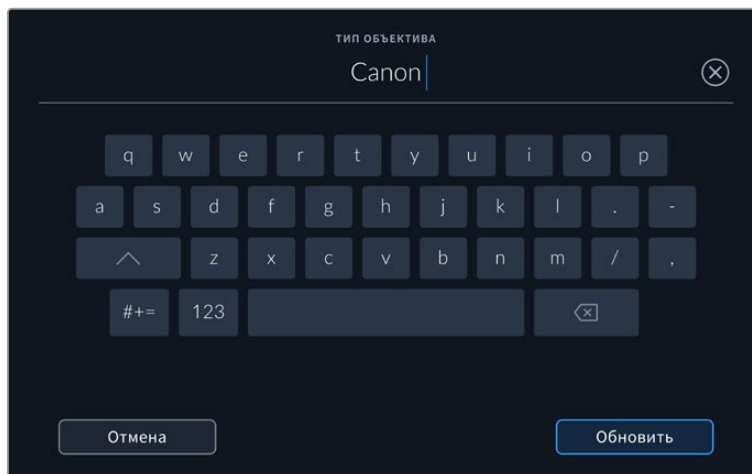 ТИП ОБЪЕКТИВА
Canon
q w e r t y u i o p
a s d f g h j k l . -
z x c v b n m / ,
#+= 123
Отмена Обновить